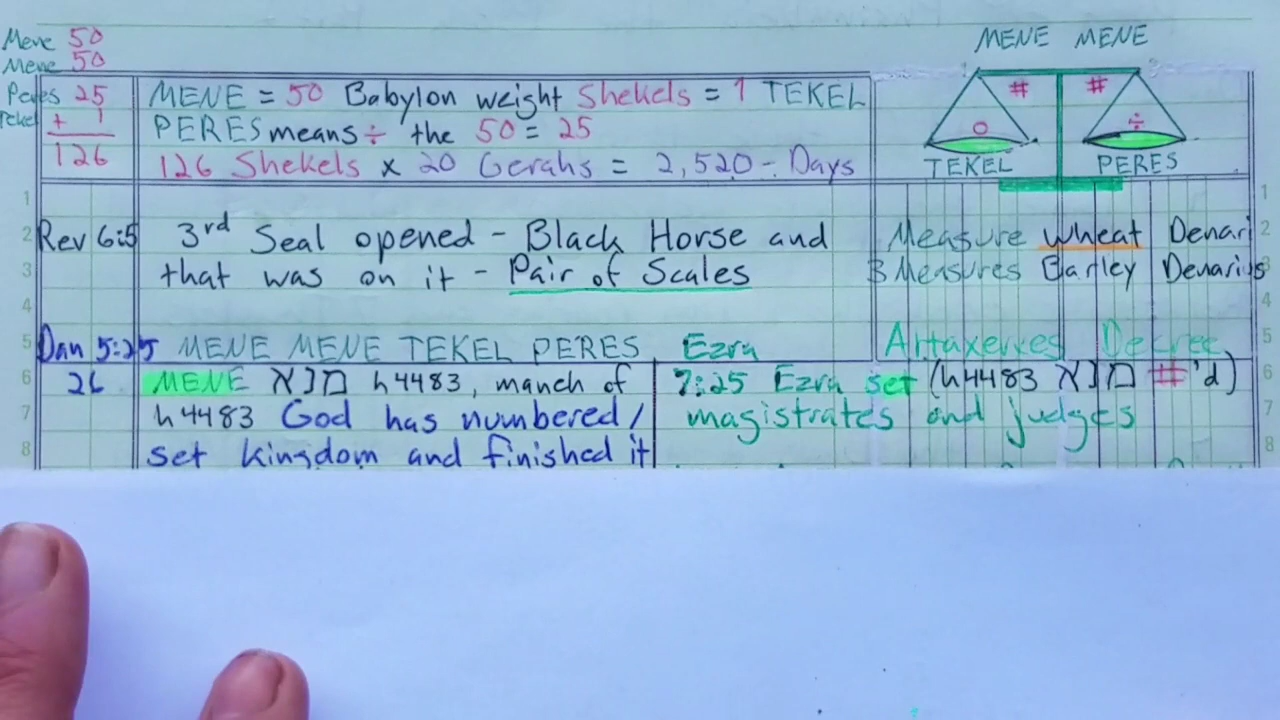 Mene 50
Mene 50
Peres 25
Tekel + 1
126
MENE = 50 Babylon weight Shekels = 1 TEKEL
PERES means ÷ the 50 = 25
126 Shekels x 20 Gerahs = 2,520 - Days
MENE MENE
# #
O ÷
TEKEL PERES
1 1
2 Rev 6:5 3rd Seal opened - Black Horse and Measure wheat Denari 2
3 that was on it - Pair of Scales 3 Measures Barley Denarius 3
4 4
5 Dan 5:25 MENE MENE TEKEL PERES Ezra Artaxerxes Decree 5
6 26 MENE מנא h4483, maneh of 7:25 Ezra set (h4483 מנא #'d) 6
7 h4483 God has numbered / magistrates and judges 7
8 set kingdom and finished it 8